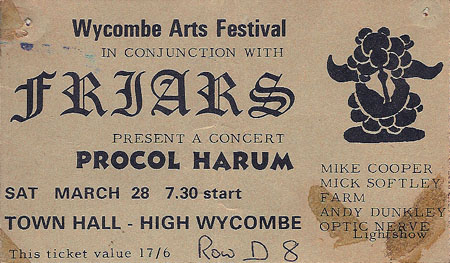 Wycombe Arts Festival
IN CONJUNCTION WITH
FRIARS
PRESENT A CONCERT
PROCOL HARUM
SAT MARCH 28 7.30 start
TOWN HALL - HIGH WYCOMBE
This ticket value 17/6 Row D 8
MIKE COOPER
MICK SOFTLEY
FARM
ANDY DUNKLEY
OPTIC NERVE
Lightshow